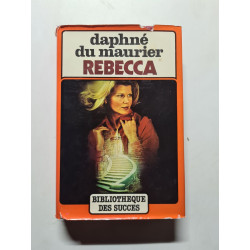 daphné
du maurier
REBECCA
BIBLIOTHEQUE
DES SUCCES